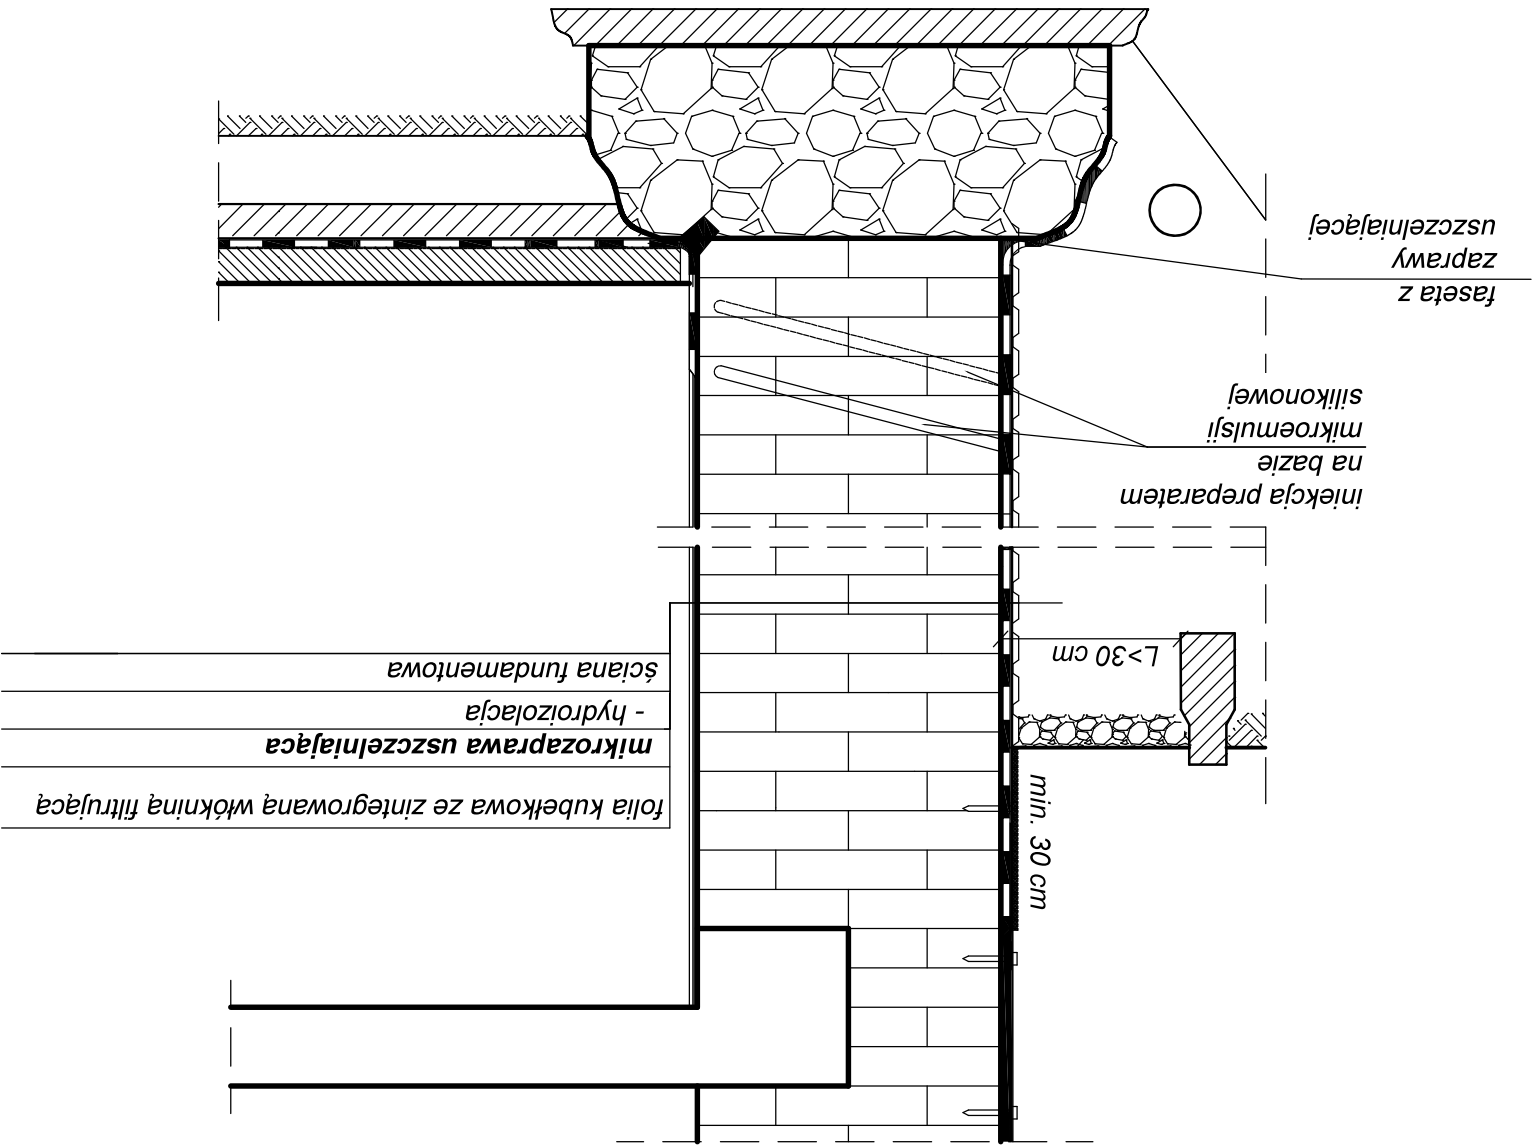 min. 30 cm
folia kubełkowa ze zintegrowaną włókniną filtrującą
mikrozaprawa uszczelniająca
- hydroizolacja
ściana fundamentowa
L>30 cm
iniekcja preparatem
na bazie
mikroemulsji
silikonowej
faseta z
zaprawy
uszczelniającej